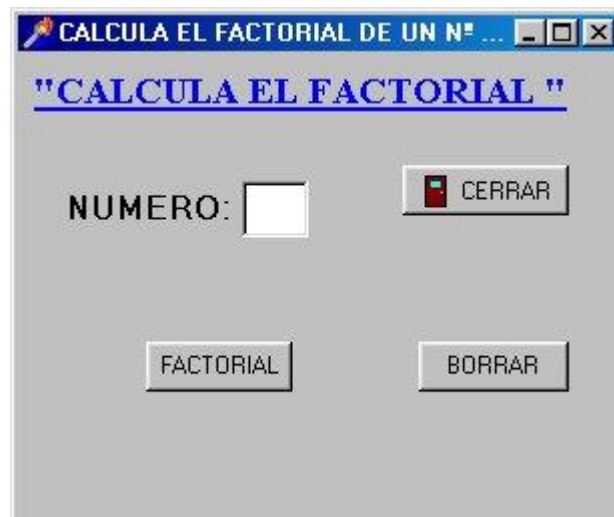 CALCULA EL FACTORIAL DE UN Nº ...
"CALCULA EL FACTORIAL "
NUMERO:
CERRAR
FACTORIAL
BORRAR